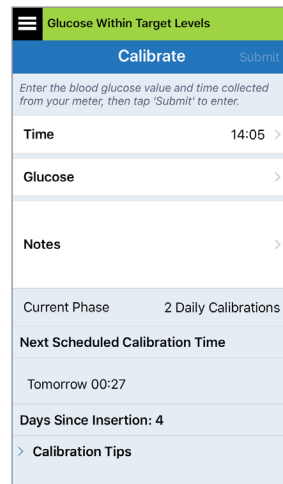 Glucose Within Target Levels
Calibrate Submit
Enter the blood glucose value and time collected
from your meter, then tap 'Submit' to enter.
Time 14:05
Glucose
Notes
Current Phase 2 Daily Calibrations
Next Scheduled Calibration Time
Tomorrow 00:27
Days Since Insertion: 4
Calibration Tips